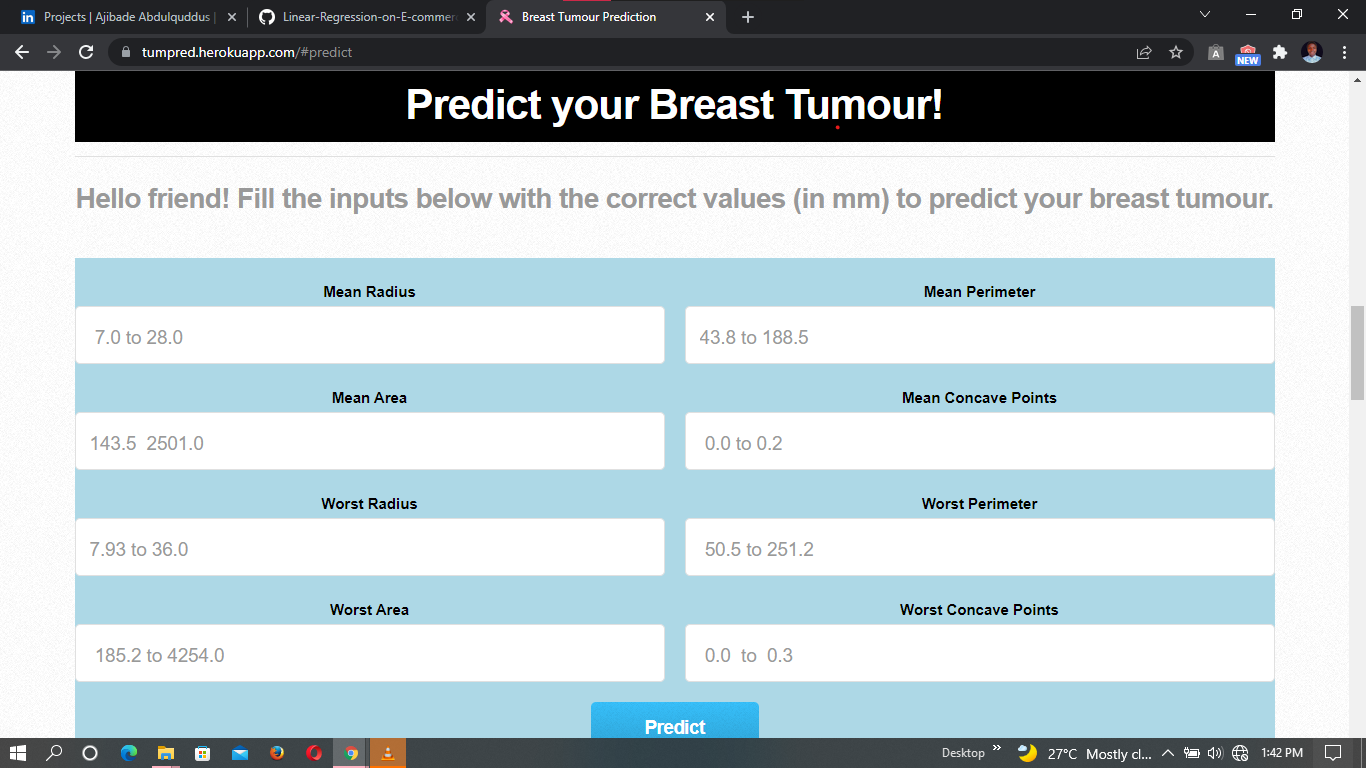 Projects | Ajibade Abdulquddus | Linear-Regression-on-E-commerc Breast Tumour Prediction
tumpred.herokuapp.com/#predict
A NEW
Predict your Breast Tumour!
Hello friend! Fill the inputs below with the correct values (in mm) to predict your breast tumour.
Mean Radius Mean Perimeter
7.0 to 28.0 43.8 to 188.5
Mean Area Mean Concave Points
143.5 2501.0 0.0 to 0.2
Worst Radius Worst Perimeter
7.93 to 36.0 50.5 to 251.2
Worst Area Worst Concave Points
185.2 to 4254.0 0.0 to 0.3
Predict
Desktop » 27°C Mostly cl... 1:42 PM